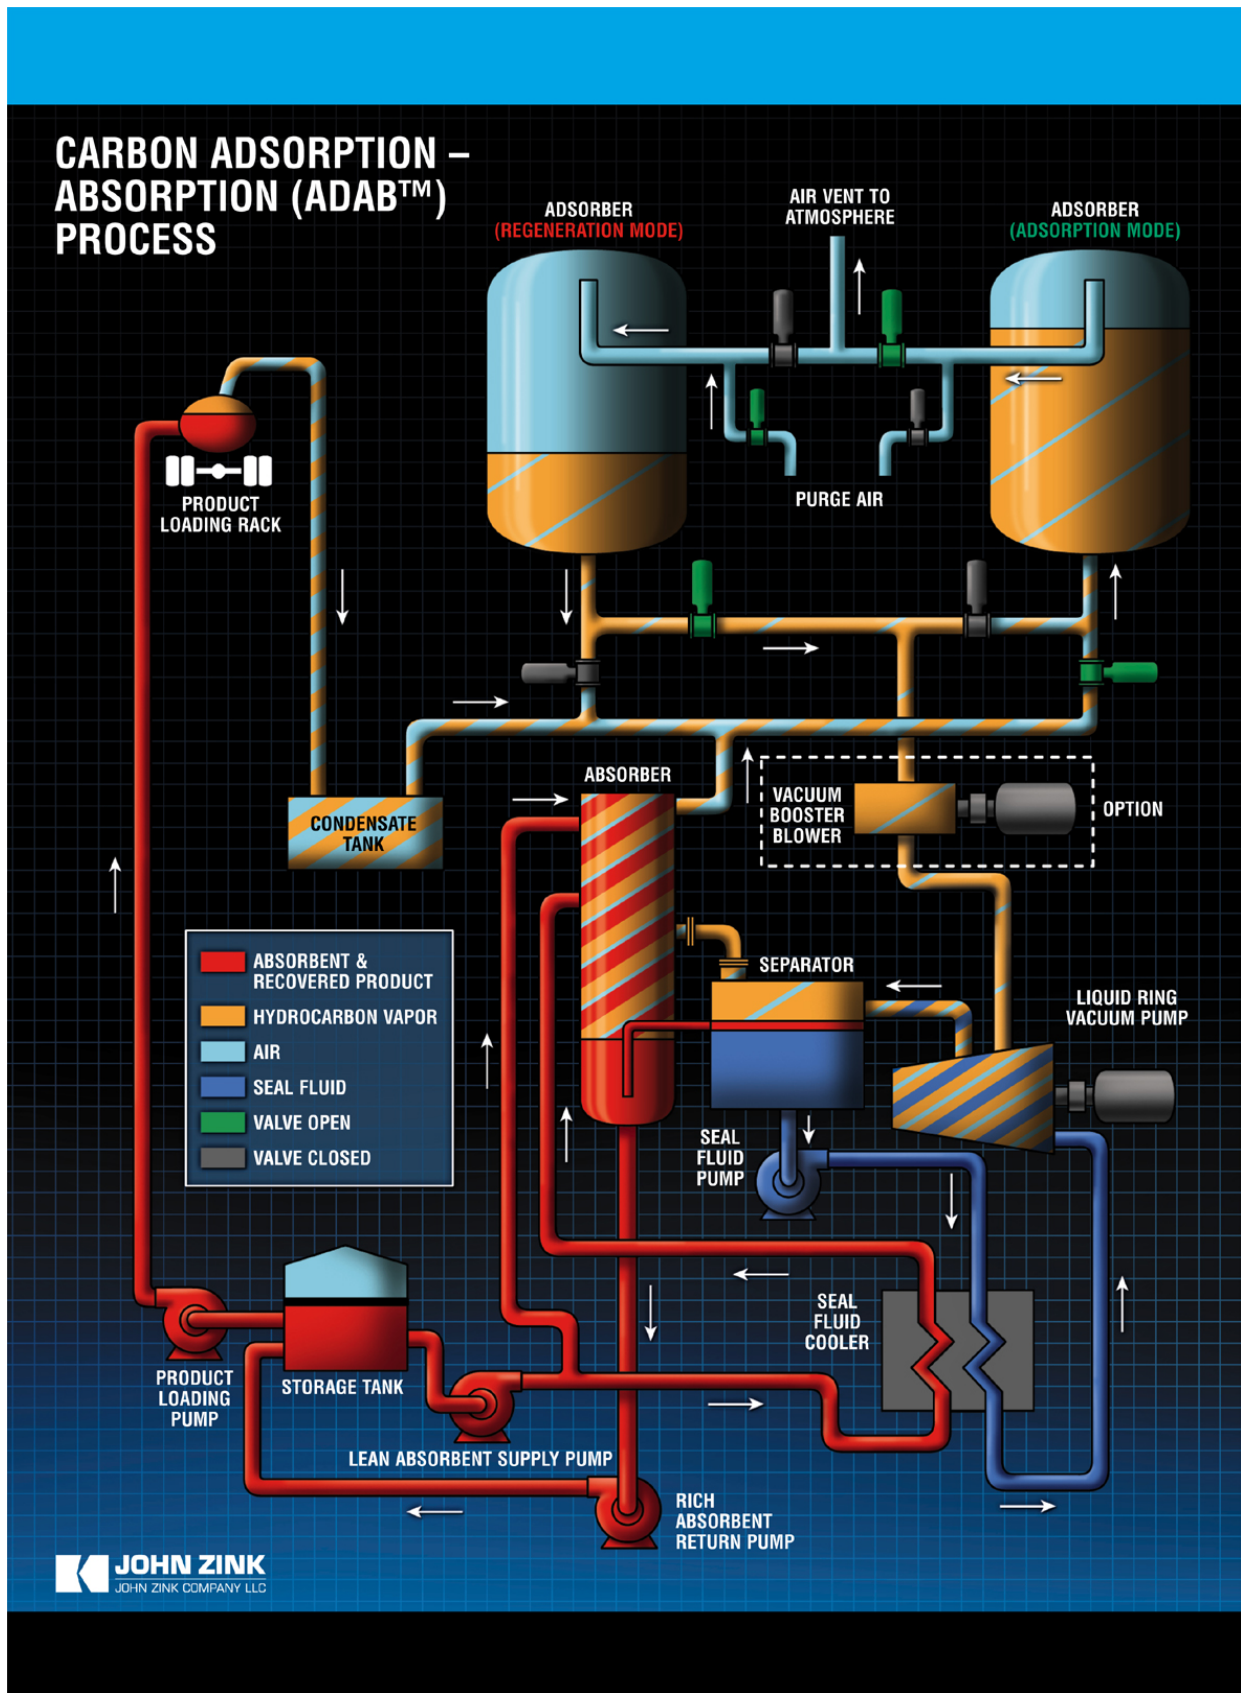 CARBON ADSORPTION –
ABSORPTION (ADAB™)
PROCESS
ADSORBER
(REGENERATION MODE)
AIR VENT TO
ATMOSPHERE
ADSORBER
(ADSORPTION MODE)
PRODUCT
LOADING RACK
PURGE AIR
CONDENSATE
TANK
ABSORBER
VACUUM
BOOSTER
BLOWER
OPTION
ABSORBENT &
RECOVERED PRODUCT
HYDROCARBON VAPOR
AIR
SEAL FLUID
VALVE OPEN
VALVE CLOSED
SEPARATOR
LIQUID RING
VACUUM PUMP
SEAL
FLUID
PUMP
SEAL
FLUID
COOLER
PRODUCT
LOADING
PUMP
STORAGE TANK
LEAN ABSORBENT SUPPLY PUMP
RICH
ABSORBENT
RETURN PUMP
JOHN ZINK
JOHN ZINK COMPANY LLC